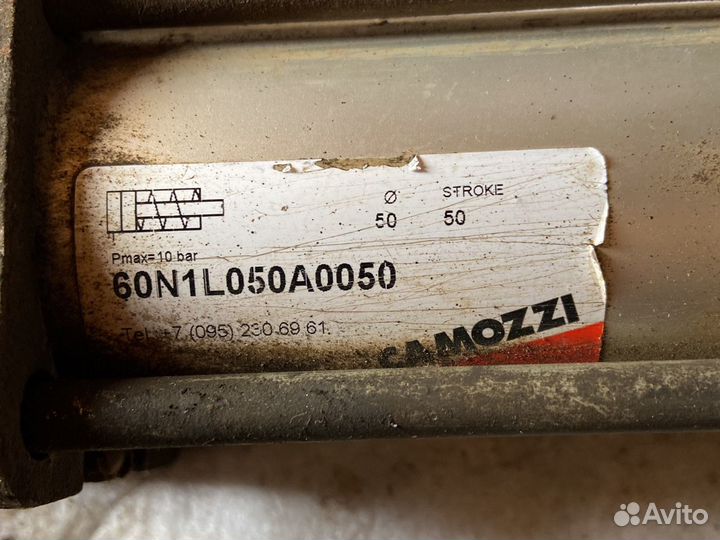 Ø STROKE
50 50
Pmax=10 bar
60N1L050A0050
Tel: +7 (095) 230 69 61
CAMOZZI
Avito